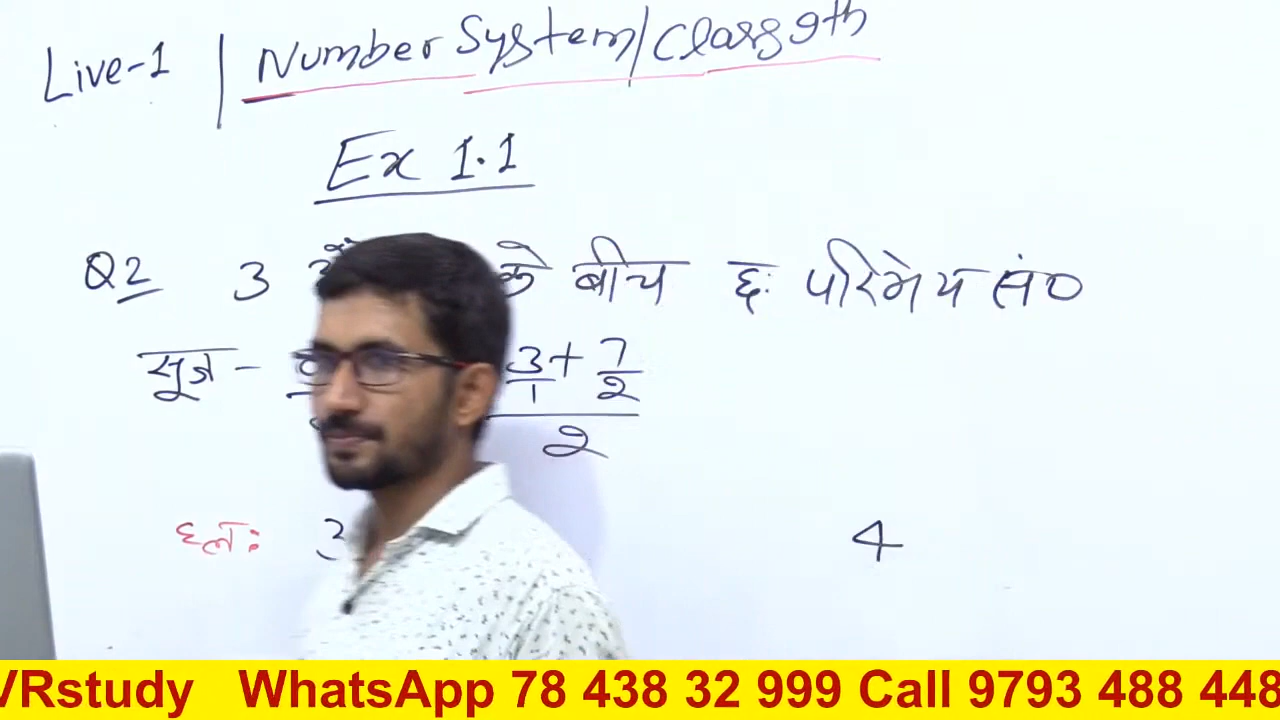 Live-1 | Number System/Class 9th
Ex 1.1
Q2 3 के बीच छः परिमेय सं०
सूत्र - 3/1 + 7/2
2
हलः 3 4
VRstudy WhatsApp 78 438 32 999 Call 9793 488 448